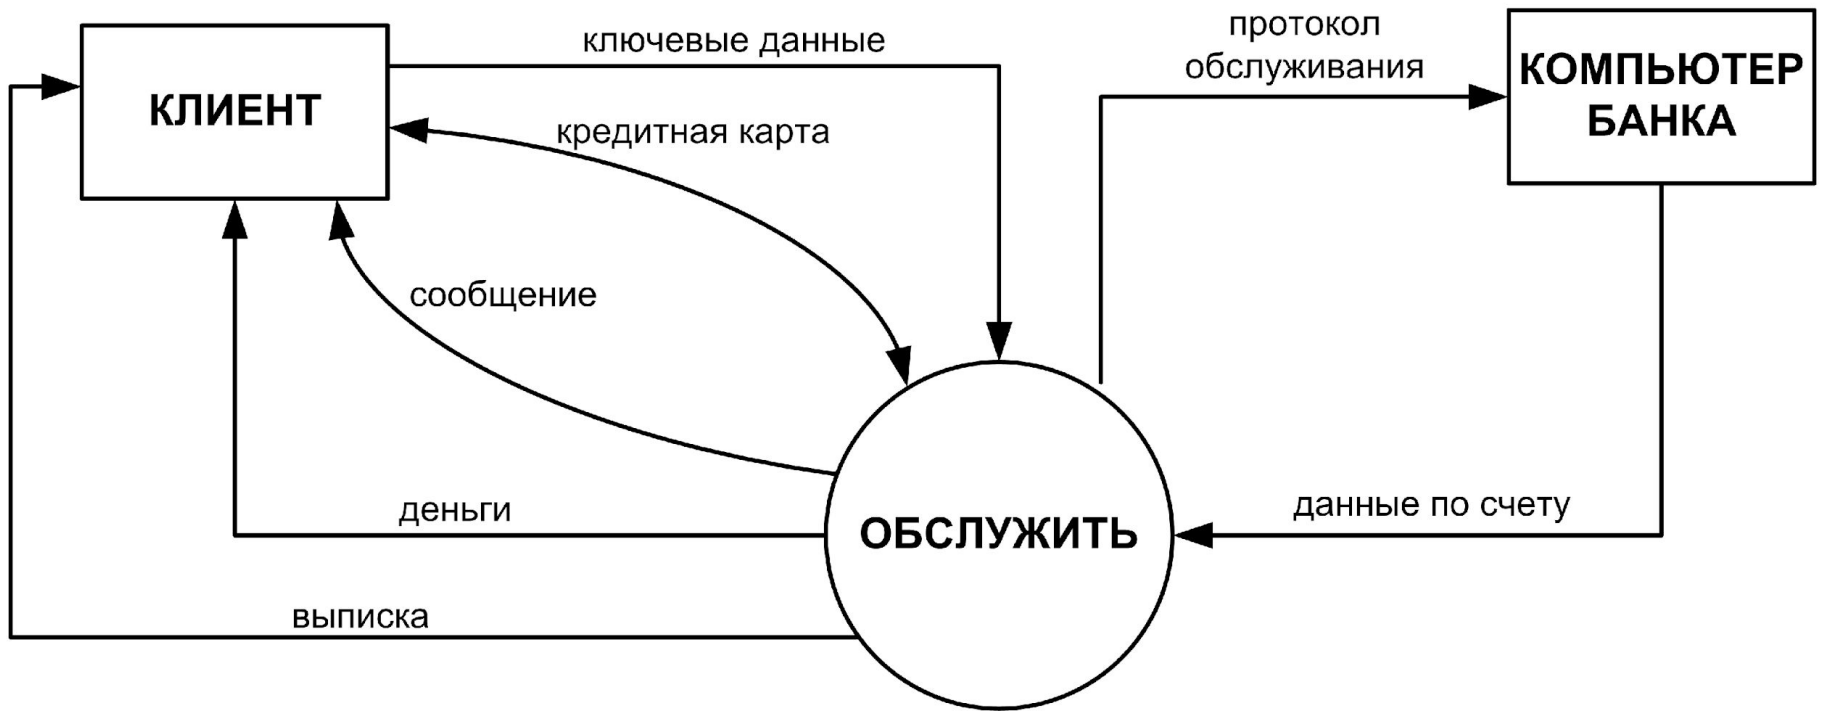 ключевые данные
протокол
обслуживания
КОМПЬЮТЕР
БАНКА
КЛИЕНТ
кредитная карта
сообщение
деньги
ОБСЛУЖИТЬ
данные по счету
выписка